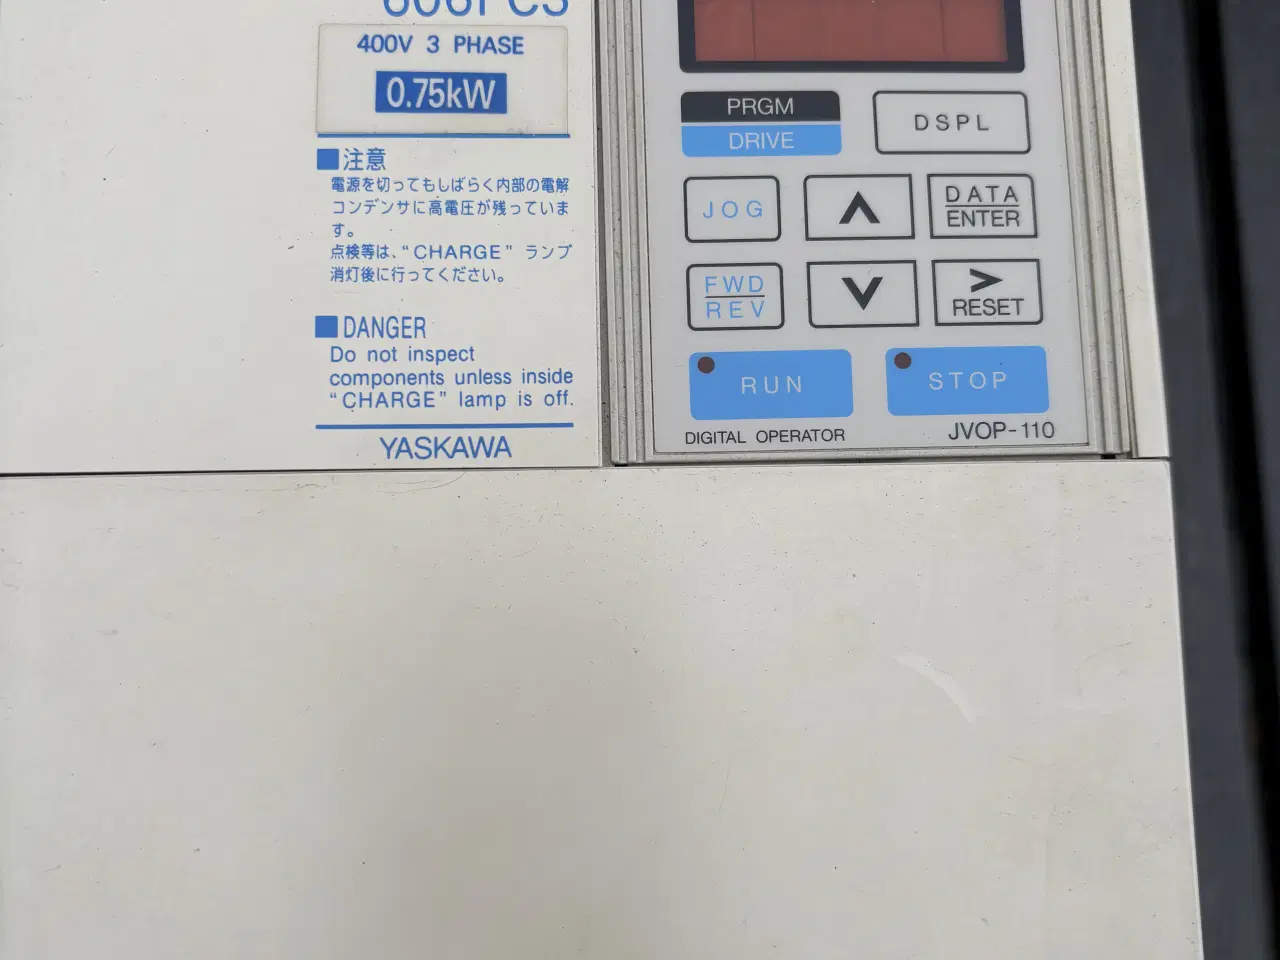 606PC3
400V 3 PHASE
0.75kW
■注意
電源を切ってもしばらく内部の電解
コンデンサに高電圧が残っていま
す。
点検等は、“CHARGE” ランプ
消灯後に行ってください。
■DANGER
Do not inspect
components unless inside
“CHARGE” lamp is off.
YASKAWA
PRGM
DRIVE
DSPL
JOG
∧
DATA
ENTER
FWD
REV
∨
>
RESET
RUN
STOP
DIGITAL OPERATOR
JVOP-110